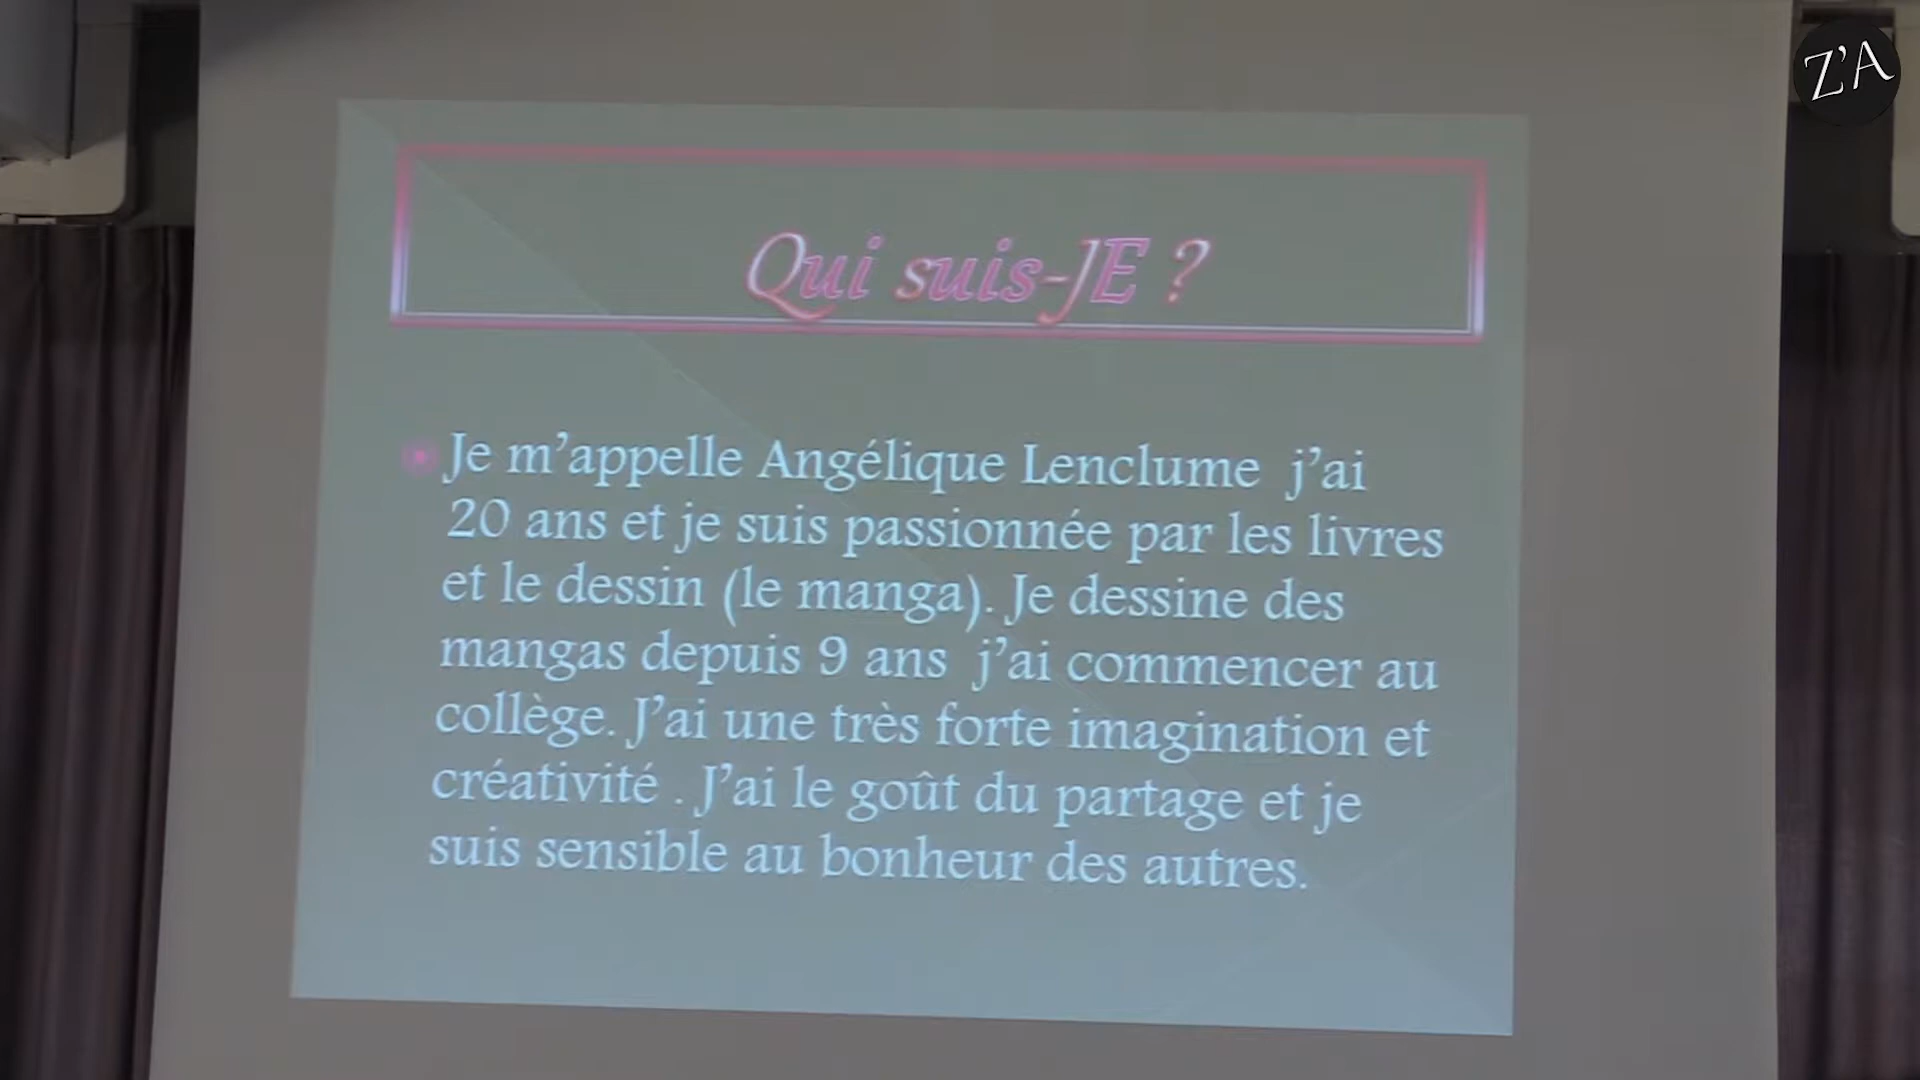 Z'A
Qui suis-JE ?
Je m'appelle Angélique Lenclume j'ai
20 ans et je suis passionnée par les livres
et le dessin (le manga). Je dessine des
mangas depuis 9 ans j'ai commencer au
collège. J'ai une très forte imagination et
créativité . J'ai le goût du partage et je
suis sensible au bonheur des autres.